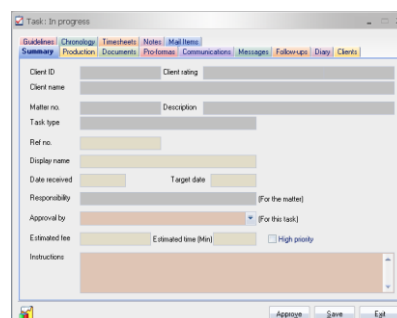 Task: In progress
Guidelines Chronology Timesheets Notes Mail Items
Summary Production Documents Pro-formas Communications Messages Follow-ups Diary Clients
Client ID Client rating
Client name
Matter no. Description
Task type
Ref no.
Display name
Date received Target date
Responsibility (For the matter)
Approval by (For this task)
Estimated fee Estimated time (Min) High priority
Instructions
Approve Save Exit